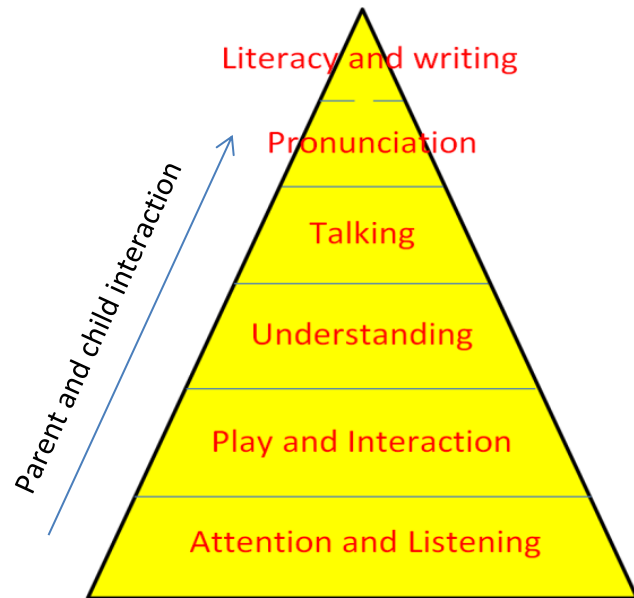 Literacy and writing
Pronunciation
Talking
Understanding
Play and Interaction
Attention and Listening
Parent and child interaction